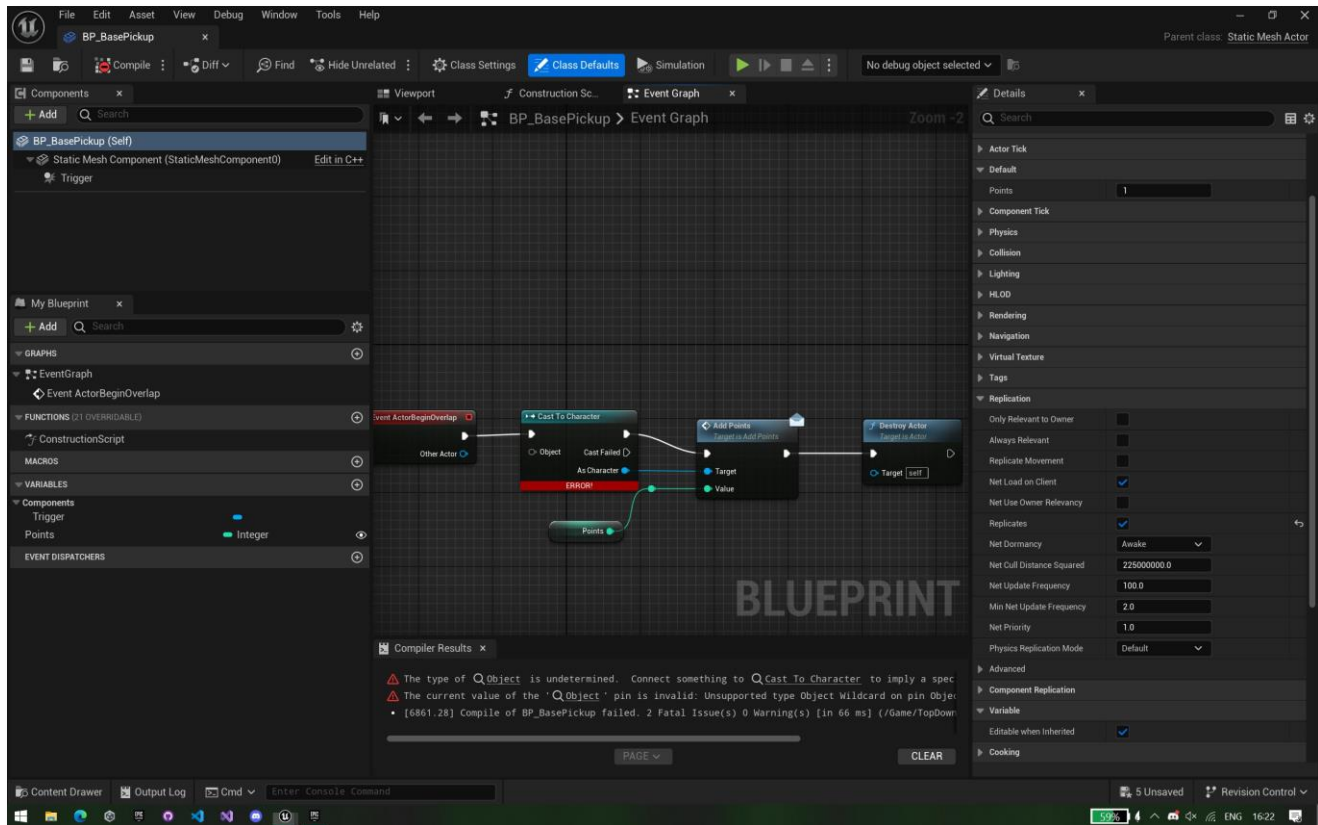 File Edit Asset View Debug Window Tools Help
BP_BasePickup
Parent class: Static Mesh Actor
Compile Diff Find Hide Unrelated Class Settings Class Defaults Simulation No debug object selected
Components
Add Search
BP_BasePickup (Self)
Static Mesh Component (StaticMeshComponent0) Edit in C++
Trigger
My Blueprint
Add Search
GRAPHS
EventGraph
Event ActorBeginOverlap
FUNCTIONS (21 OVERRIDABLE)
ConstructionScript
MACROS
VARIABLES
Components
Trigger
Points Integer
EVENT DISPATCHERS
Viewport Construction Sc... Event Graph
BP_BasePickup > Event Graph Zoom -2
Event ActorBeginOverlap
Other Actor
Cast To Character
Object Cast Failed
As Character
ERROR!
Points
Add Points
Target is Add Points
Target
Value
Destroy Actor
Target is Actor
Target self
BLUEPRINT
Compiler Results
The type of Object is undetermined. Connect something to Cast To Character to imply a spec
The current value of the ' Object ' pin is invalid: Unsupported type Object Wildcard on pin Objec
[6861.28] Compile of BP_BasePickup failed. 2 Fatal Issue(s) 0 Warning(s) [in 66 ms] (/Game/TopDown
PAGE CLEAR
Details
Search
Actor Tick
Default
Points 1
Component Tick
Physics
Collision
Lighting
HLOD
Rendering
Navigation
Virtual Texture
Tags
Replication
Only Relevant to Owner
Always Relevant
Replicate Movement
Net Load on Client
Net Use Owner Relevancy
Replicates
Net Dormancy Awake
Net Cull Distance Squared 225000000.0
Net Update Frequency 100.0
Min Net Update Frequency 2.0
Net Priority 1.0
Physics Replication Mode Default
Advanced
Component Replication
Variable
Editable when Inherited
Cooking
Content Drawer Output Log Cmd Enter Console Command 5 Unsaved Revision Control
59% ENG 16:22